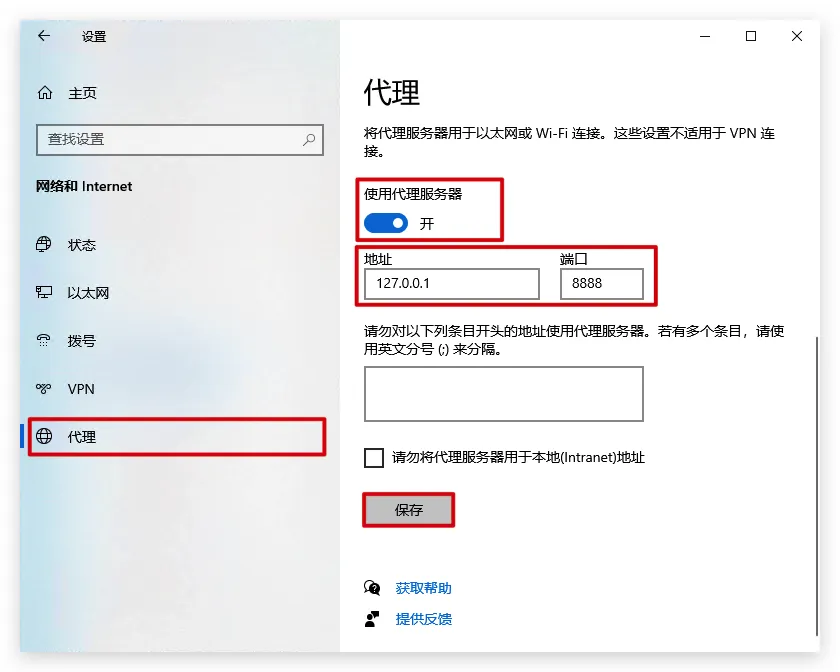 设置
主页
查找设置
网络和 Internet
状态
以太网
拨号
VPN
代理
代理
将代理服务器用于以太网或 Wi-Fi 连接。这些设置不适用于 VPN 连
接。
使用代理服务器
开
地址 端口
127.0.0.1 8888
请勿对以下列条目开头的地址使用代理服务器。若有多个条目，请使
用英文分号 (;) 来分隔。
请勿将代理服务器用于本地(Intranet)地址
保存
获取帮助
提供反馈